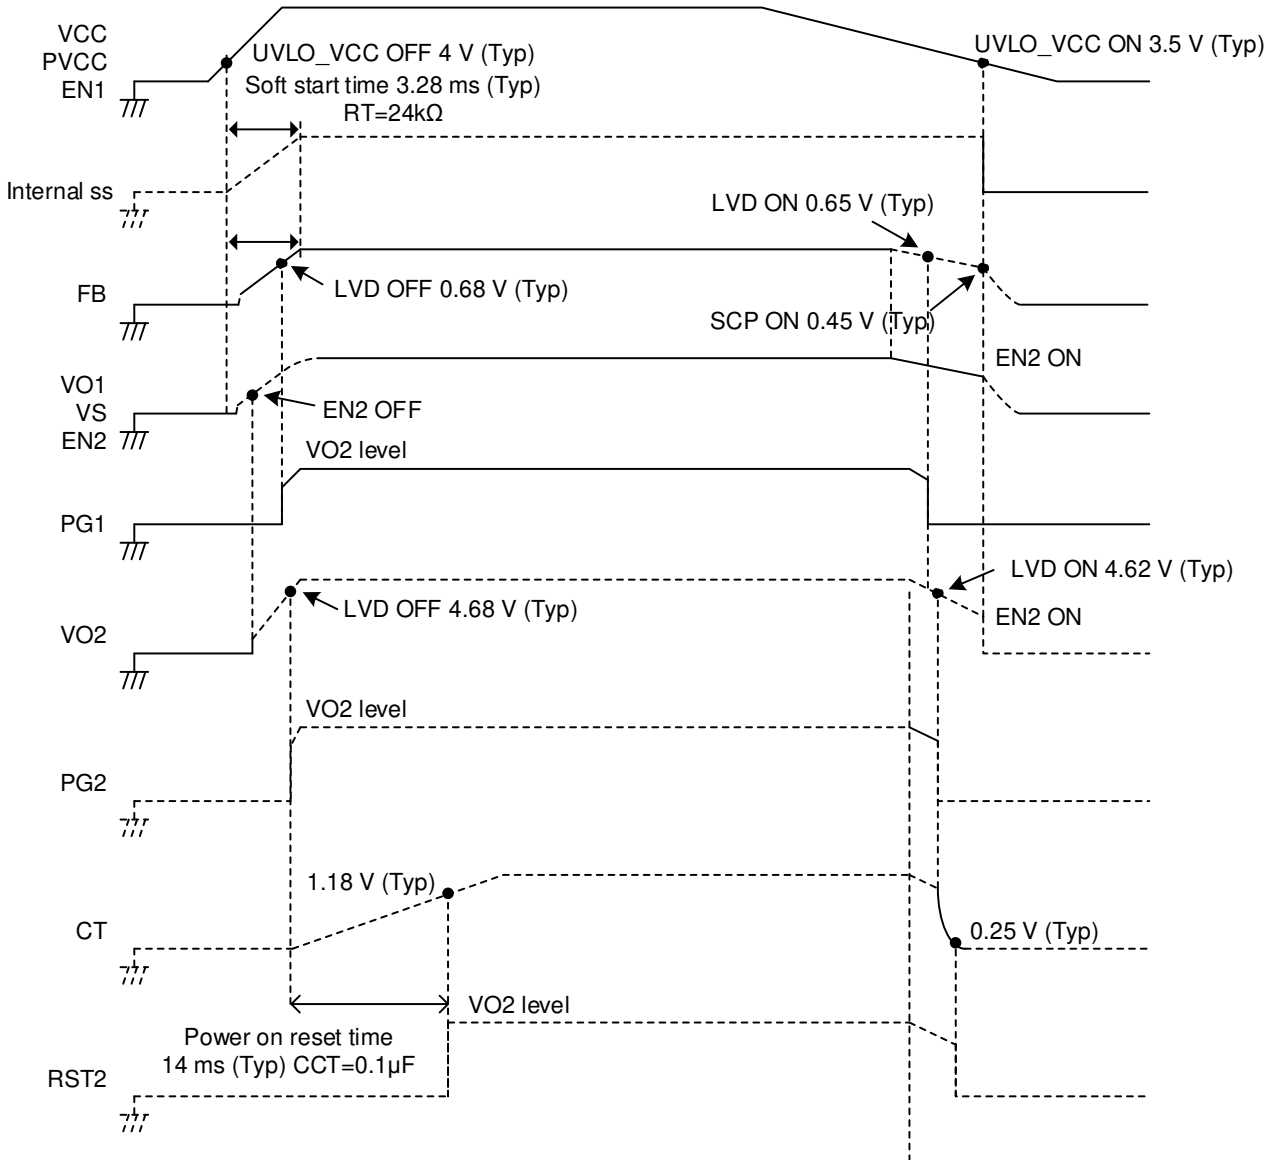 VCC
PVCC
EN1
UVLO_VCC OFF 4 V (Typ)
UVLO_VCC ON 3.5 V (Typ)
Soft start time 3.28 ms (Typ)
RT=24kΩ
Internal ss
LVD ON 0.65 V (Typ)
FB
LVD OFF 0.68 V (Typ)
SCP ON 0.45 V (Typ)
VO1
VS
EN2
EN2 OFF
EN2 ON
VO2 level
PG1
LVD ON 4.62 V (Typ)
LVD OFF 4.68 V (Typ)
EN2 ON
VO2
VO2 level
PG2
1.18 V (Typ)
CT
0.25 V (Typ)
VO2 level
Power on reset time
14 ms (Typ) CCT=0.1µF
RST2